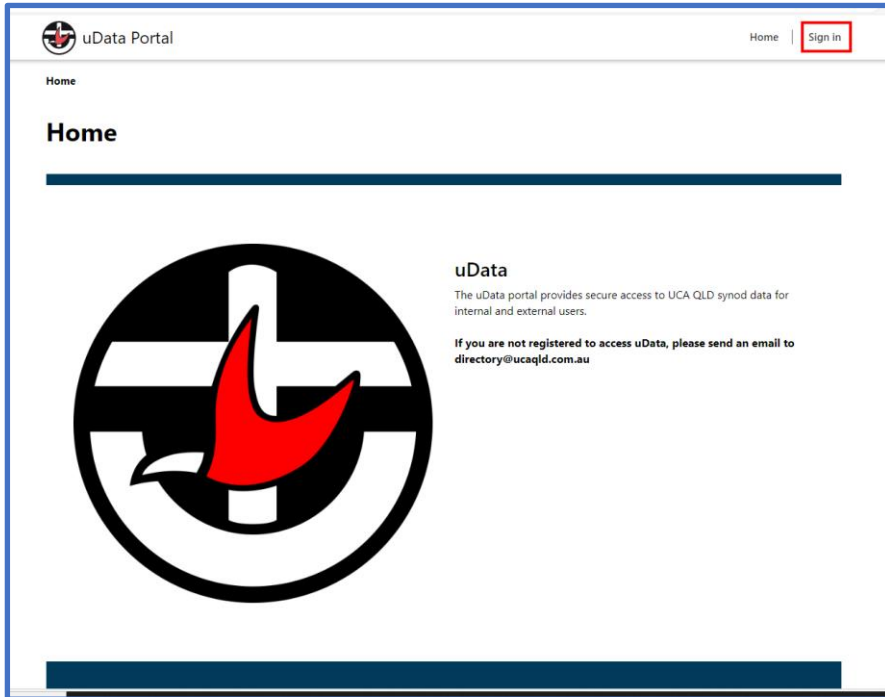 uData Portal
Home
Sign in
Home
Home
uData
The uData portal provides secure access to UCA QLD synod data for
internal and external users.
If you are not registered to access uData, please send an email to
directory@ucaqld.com.au